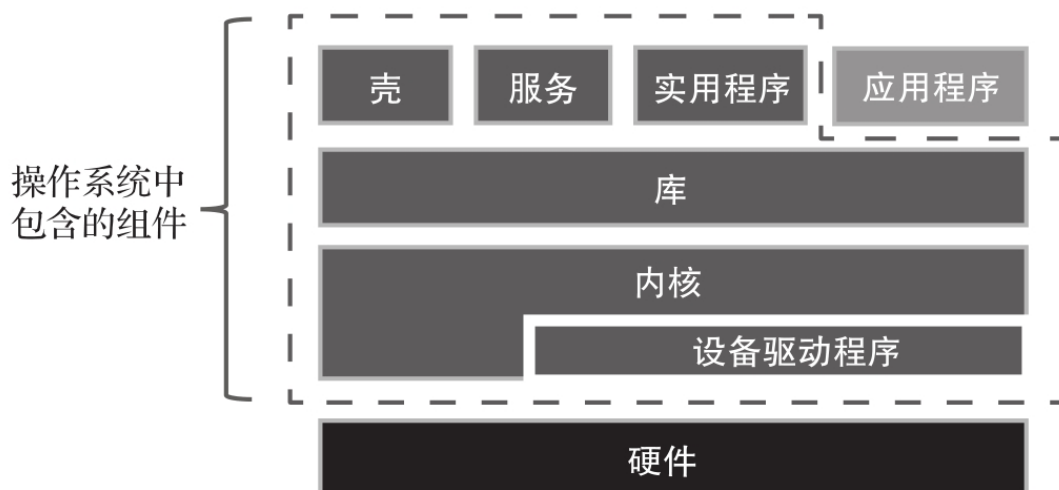 壳
服务
实用程序
应用程序
操作系统中
包含的组件
库
内核
设备驱动程序
硬件